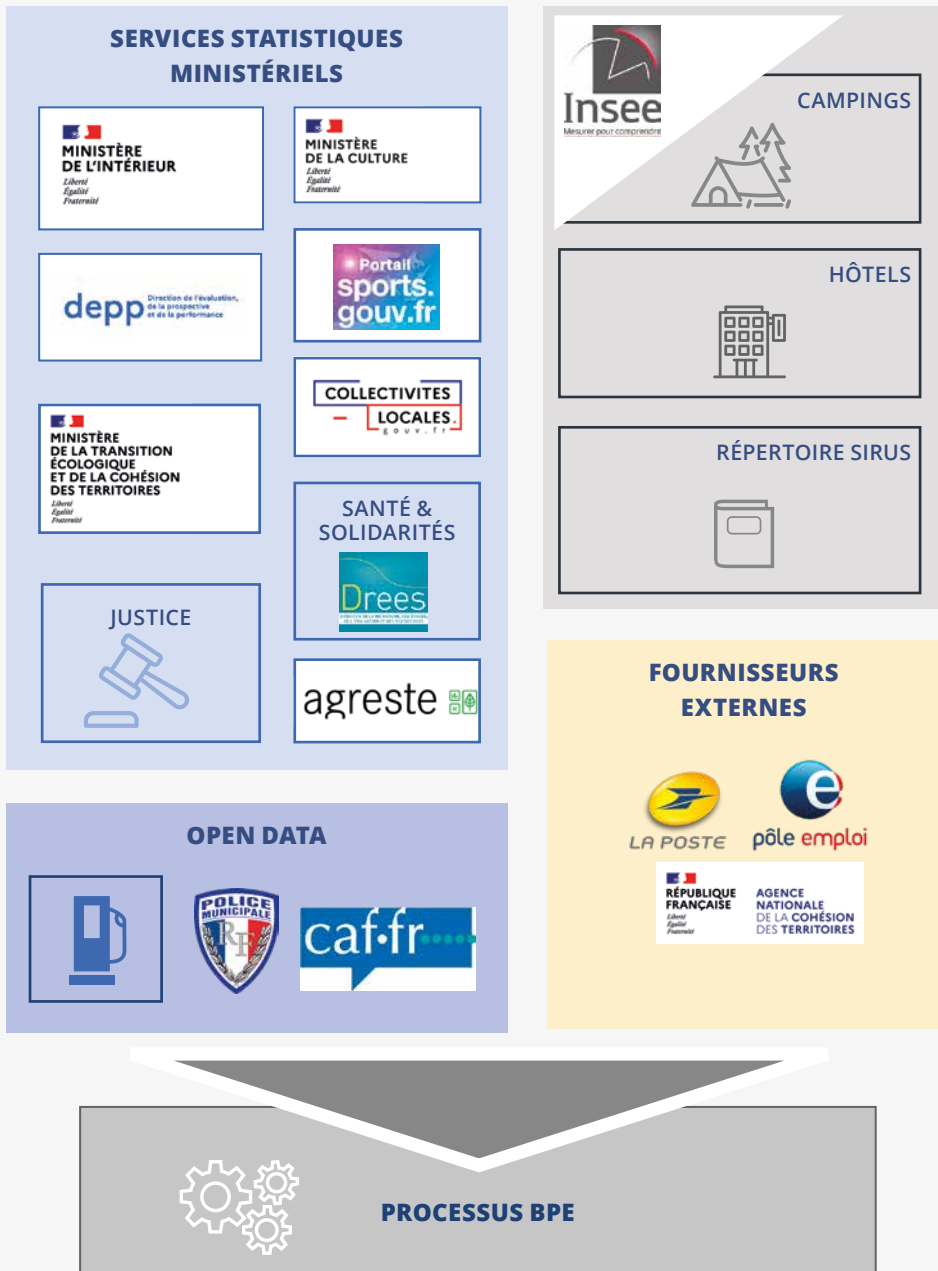 SERVICES STATISTIQUES
MINISTÉRIELS
MINISTÈRE
DE L'INTÉRIEUR
Liberté
Égalité
Fraternité
MINISTÈRE
DE LA CULTURE
Liberté
Égalité
Fraternité
depp
Direction de l'évaluation,
de la prospective
et de la performance
Portail
sports.
gouv.fr
COLLECTIVITES
LOCALES.
gouv.fr
MINISTÈRE
DE LA TRANSITION
ÉCOLOGIQUE
ET DE LA COHÉSION
DES TERRITOIRES
Liberté
Égalité
Fraternité
SANTÉ &
SOLIDARITÉS
Drees
JUSTICE
agreste
Insee
Mesurer pour comprendre
CAMPINGS
HÔTELS
RÉPERTOIRE SIRUS
FOURNISSEURS
EXTERNES
LA POSTE
pôle emploi
RÉPUBLIQUE
FRANÇAISE
Liberté
Égalité
Fraternité
AGENCE
NATIONALE
DE LA COHÉSION
DES TERRITOIRES
OPEN DATA
POLICE
MUNICIPALE
RF
caf.fr
PROCESSUS BPE